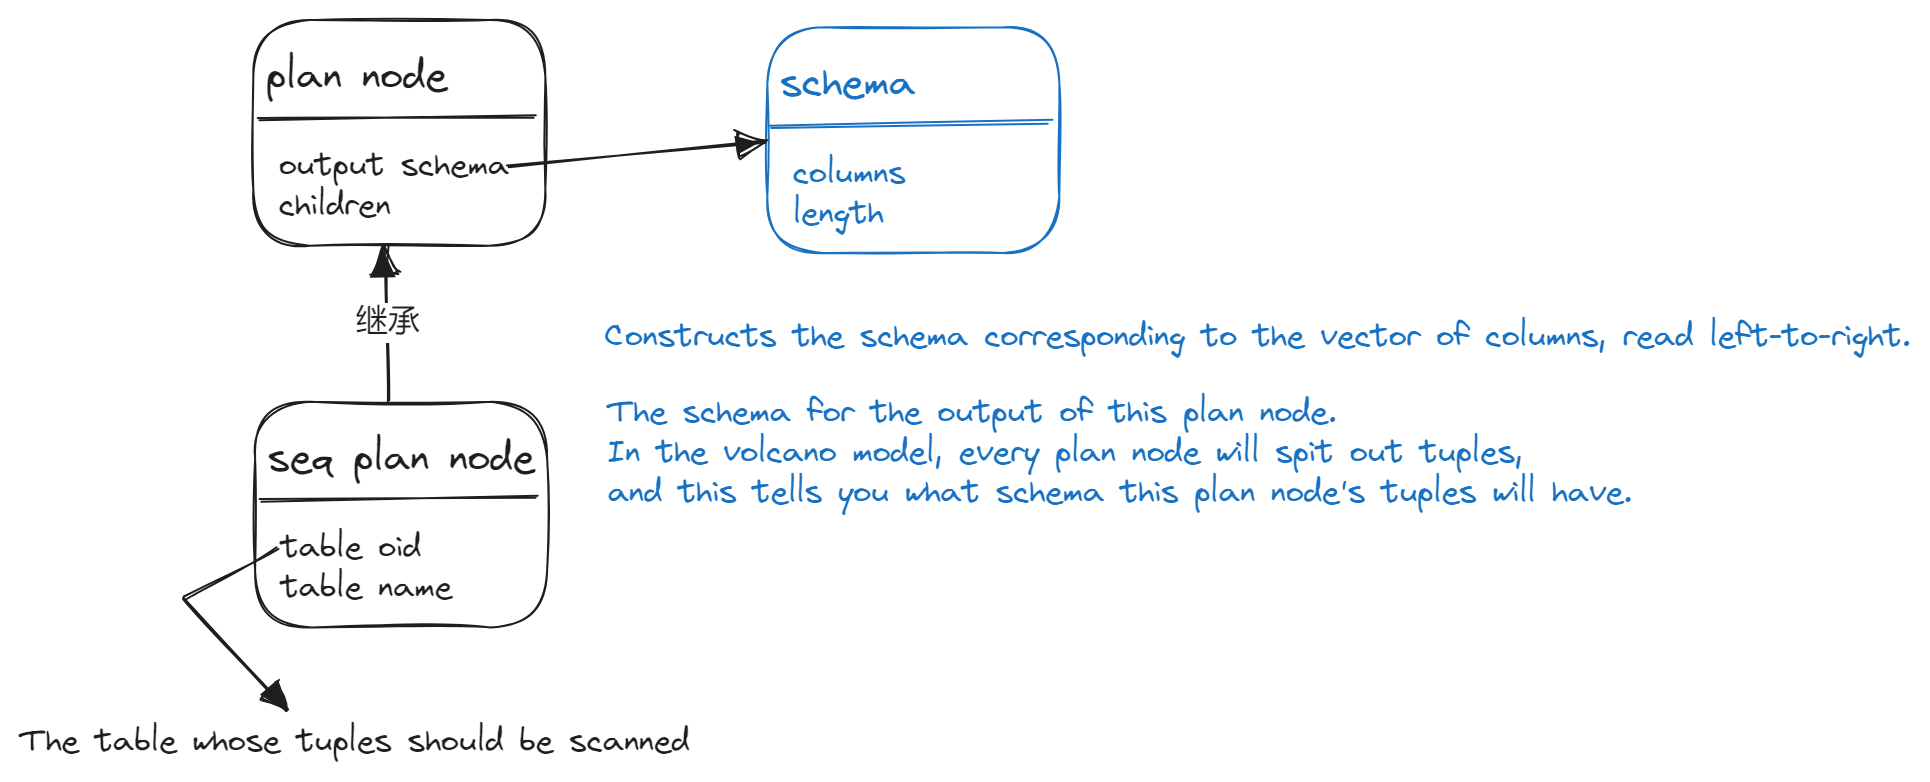 plan node
output schema
children
schema
columns
length
继承
Constructs the schema corresponding to the vector of columns, read left-to-right.
The schema for the output of this plan node.
In the volcano model, every plan node will spit out tuples,
and this tells you what schema this plan node's tuples will have.
seq plan node
table oid
table name
The table whose tuples should be scanned